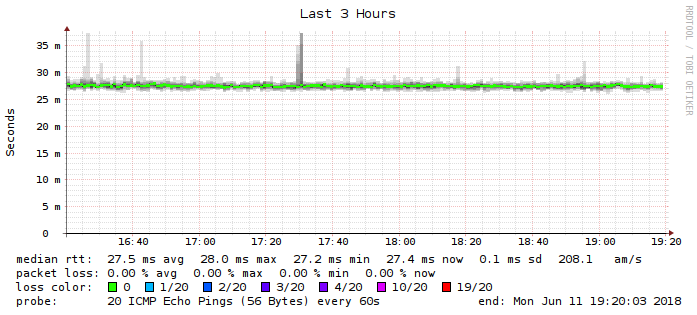 Last 3 Hours
RRDTOOL / TOBI OETIKER
Seconds
35 m
30 m
25 m
20 m
15 m
10 m
5 m
0
16:40 17:00 17:20 17:40 18:00 18:20 18:40 19:00 19:20
median rtt: 27.5 ms avg 28.0 ms max 27.2 ms min 27.4 ms now 0.1 ms sd 208.1 am/s
packet loss: 0.00 % avg 0.00 % max 0.00 % min 0.00 % now
loss color: 0 1/20 2/20 3/20 4/20 10/20 19/20
probe: 20 ICMP Echo Pings (56 Bytes) every 60s end: Mon Jun 11 19:20:03 2018